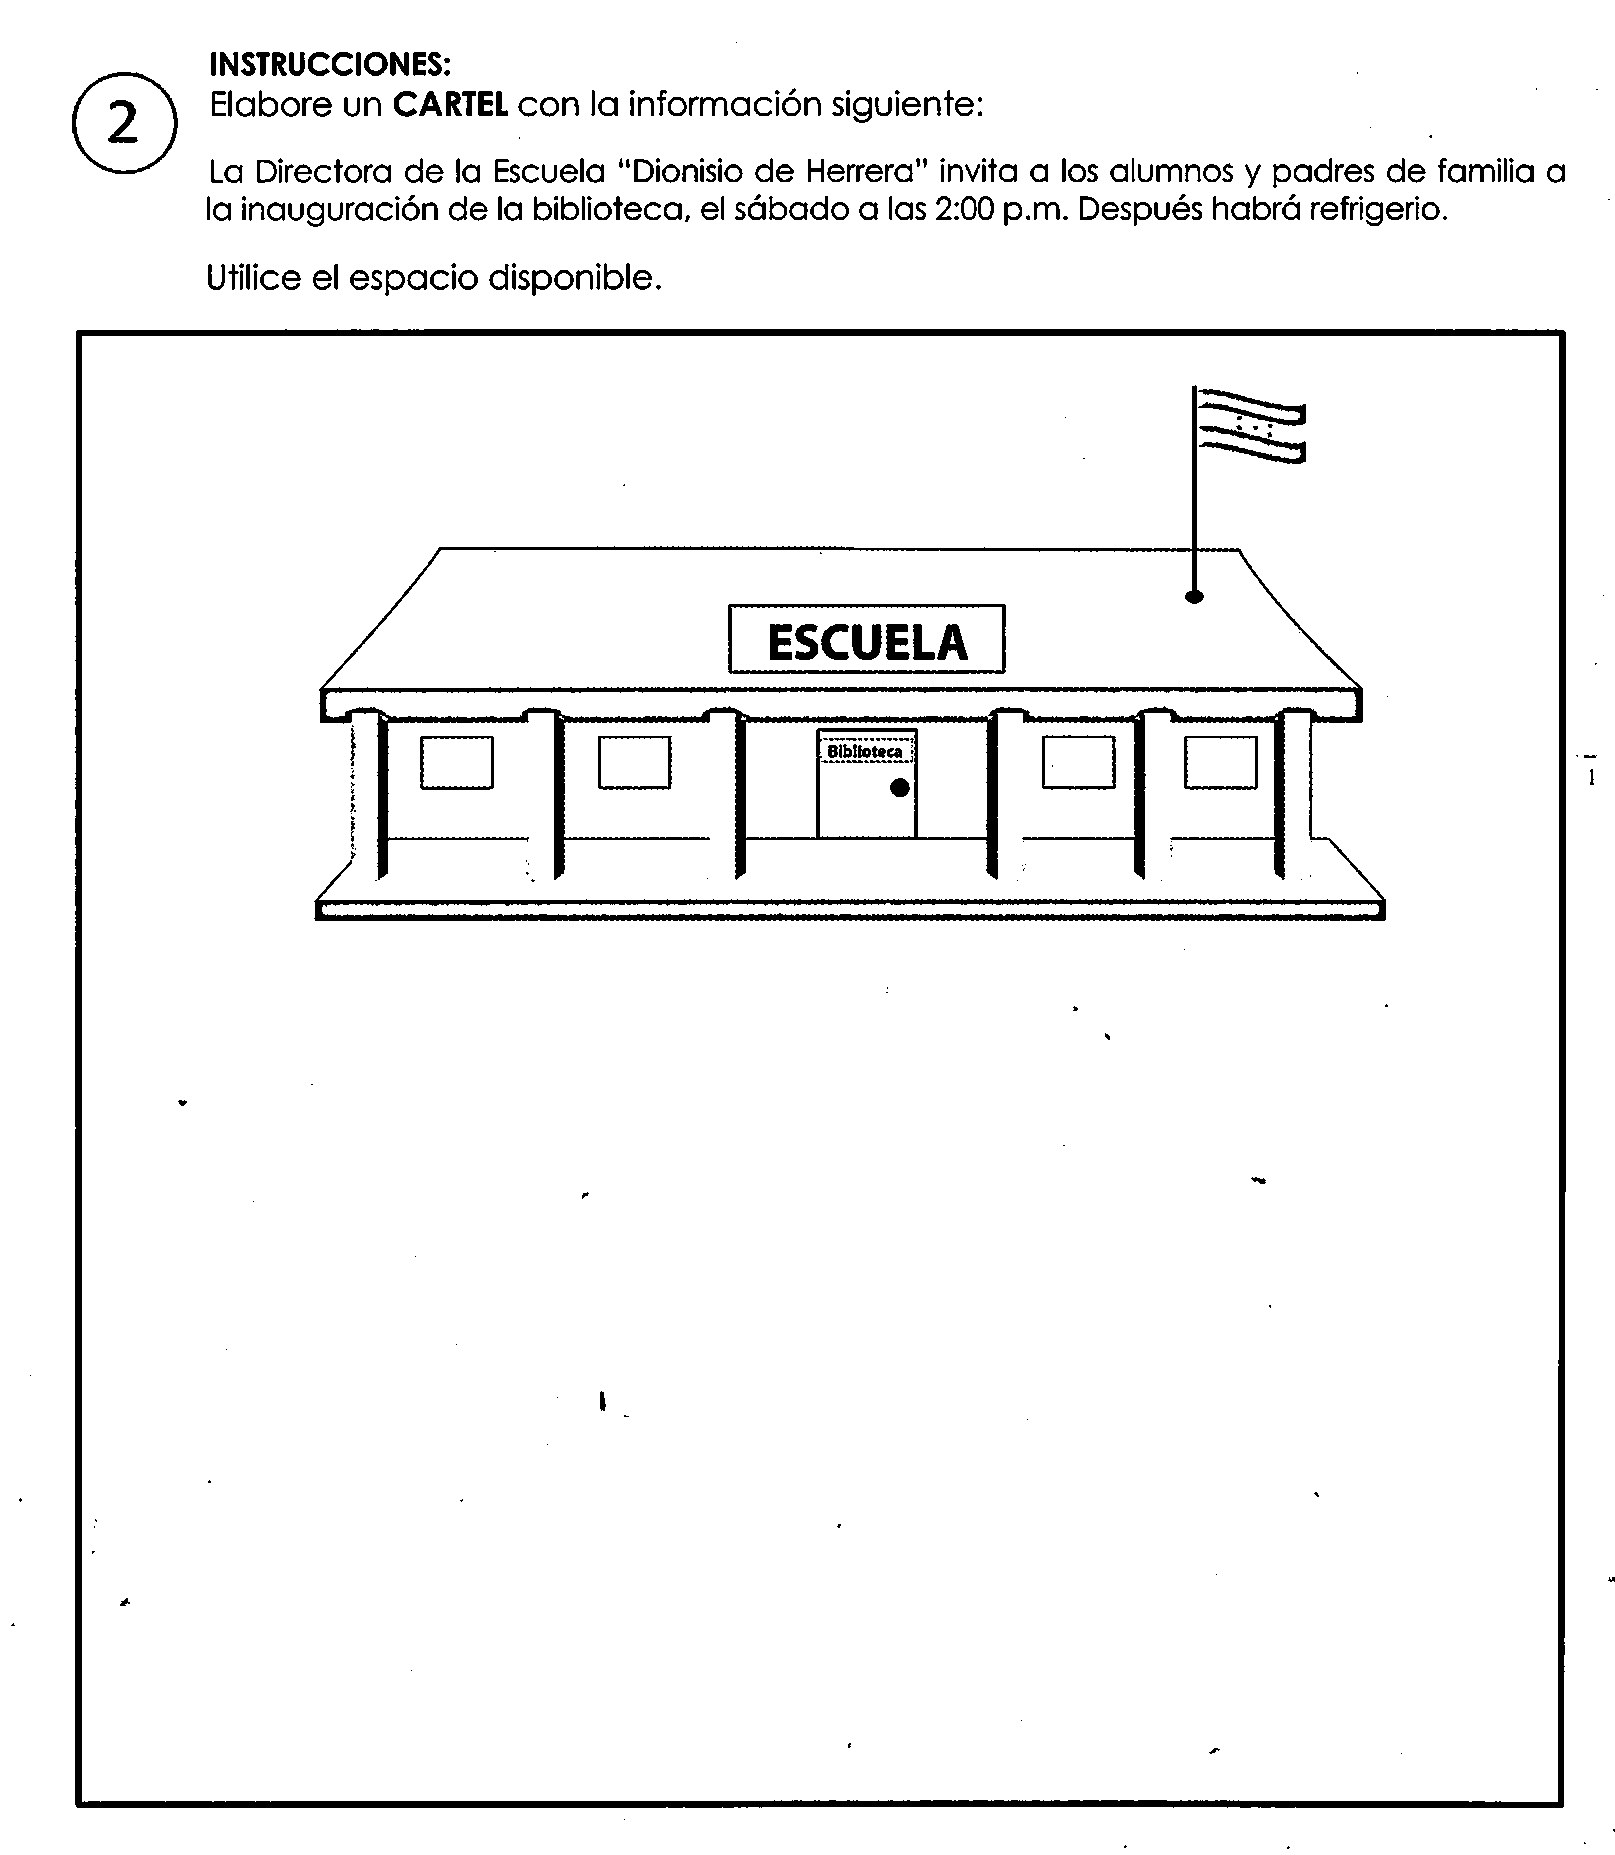 INSTRUCCIONES:
2
Elabore un CARTEL con la información siguiente:
La Directora de la Escuela "Dionisio de Herrera" invita a los alumnos y padres de familia a
la inauguración de la biblioteca, el sábado a las 2:00 p.m. Después habrá refrigerio.
Utilice el espacio disponible.
ESCUELA
Biblioteca
1